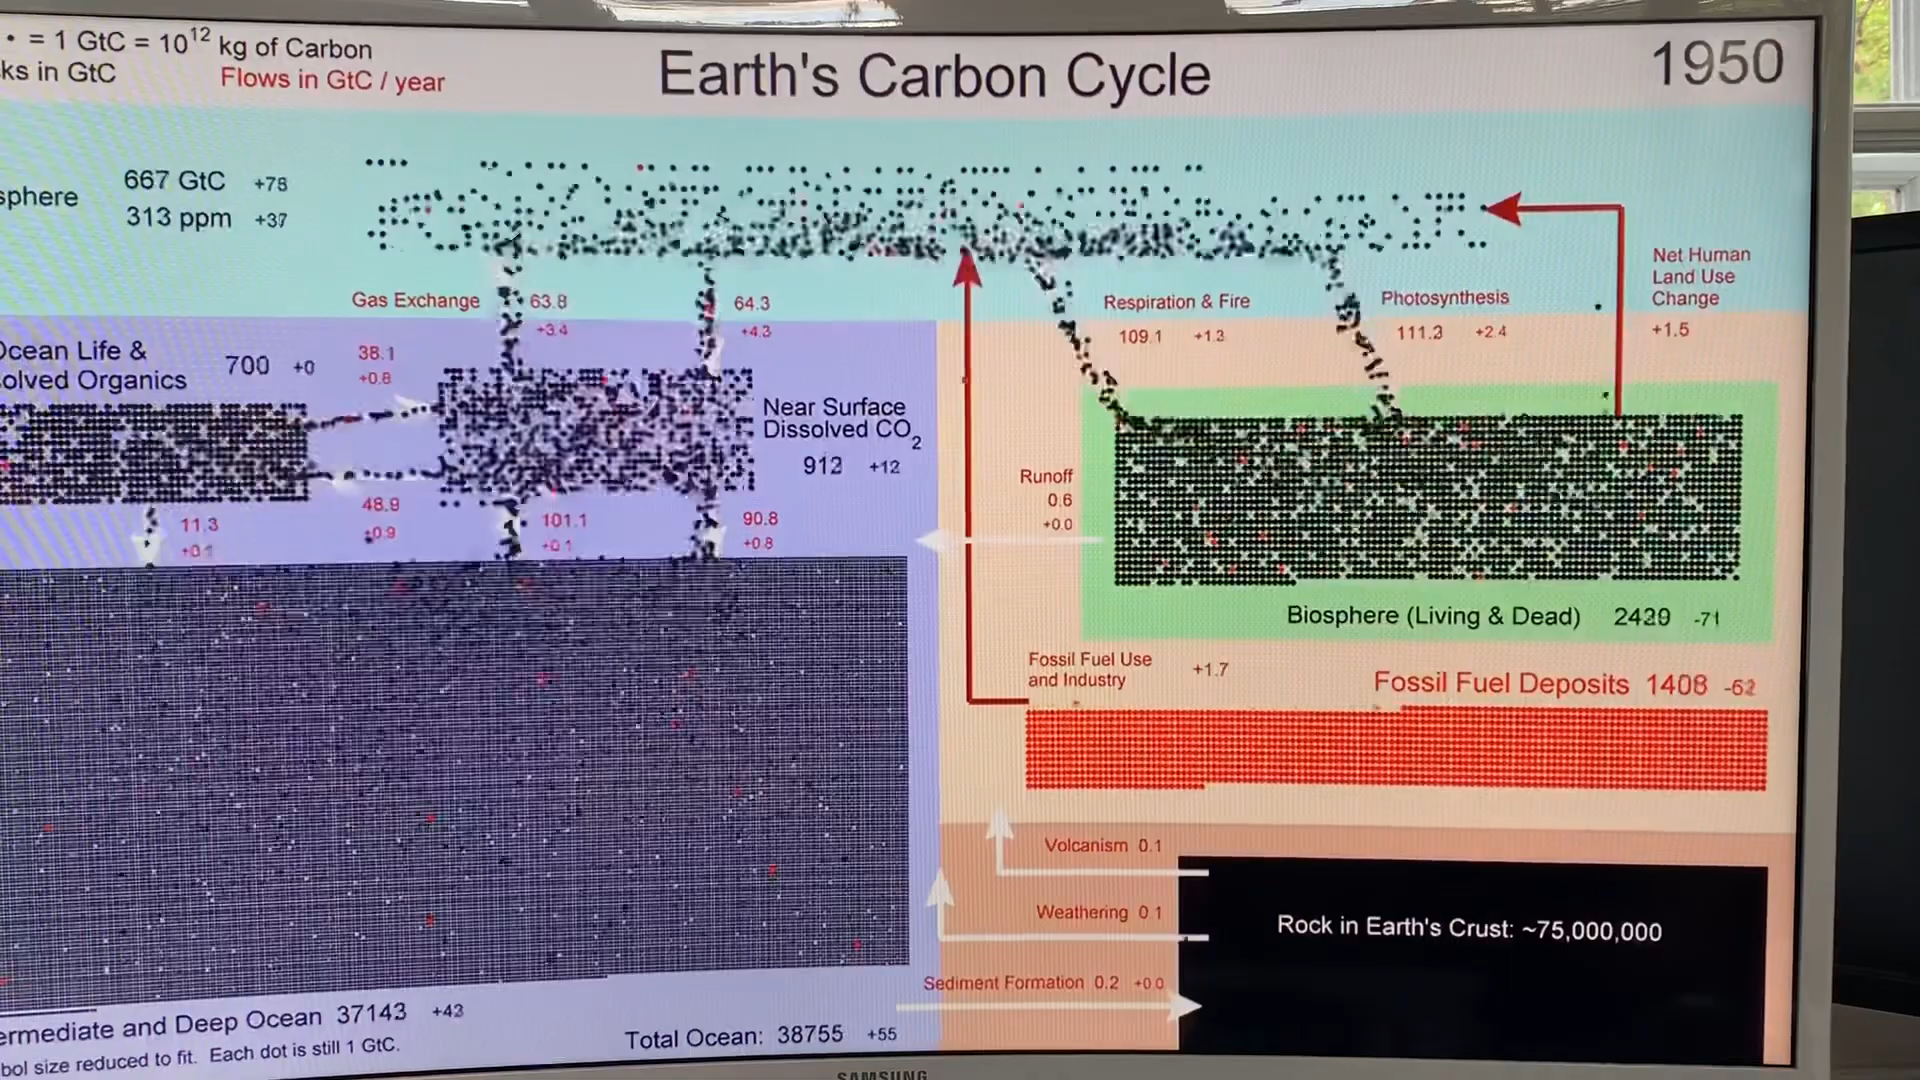 • = 1 GtC = 10¹² kg of Carbon
ks in GtC
Flows in GtC / year
Earth's Carbon Cycle
1950
sphere
667 GtC +78
313 ppm +37
Gas Exchange
63.8
+3.4
64.3
+4.3
Respiration & Fire
109.1 +1.3
Photosynthesis
111.3 +2.4
Net Human
Land Use
Change
+1.5
Ocean Life &
olved Organics
700 +0
38.1
+0.8
Near Surface
Dissolved CO₂
912 +12
48.9
+0.9
11.3
+0.1
101.1
+0.1
90.8
+0.8
Runoff
0.6
+0.0
Biosphere (Living & Dead) 2429 -71
Fossil Fuel Use
and Industry
+1.7
Fossil Fuel Deposits 1408 -62
Volcanism 0.1
Weathering 0.1
Rock in Earth's Crust: ~75,000,000
Sediment Formation 0.2 +0.0
ermediate and Deep Ocean 37143 +43
bol size reduced to fit. Each dot is still 1 GtC.
Total Ocean: 38755 +55
SAMSUNG